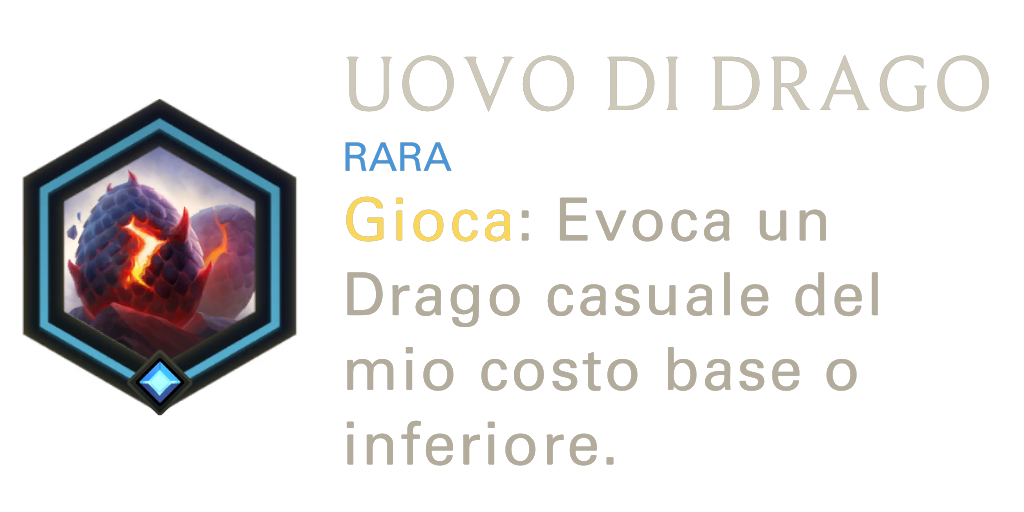 UOVO DI DRAGO
RARA
Gioca: Evoca un
Drago casuale del
mio costo base o
inferiore.